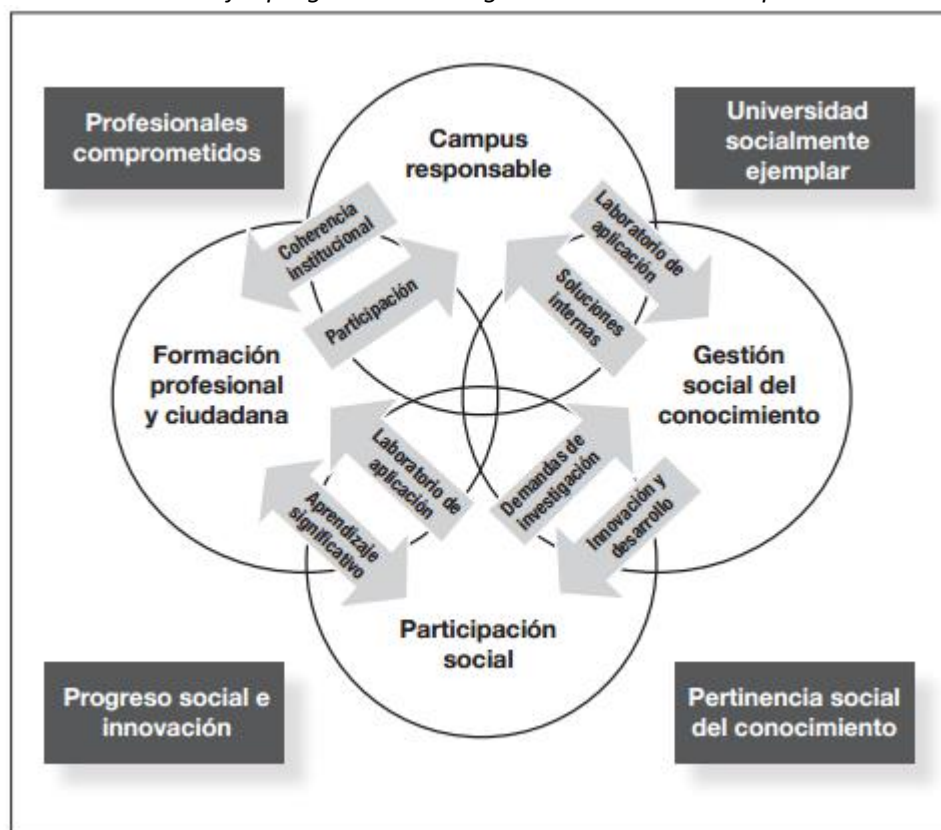 Profesionales
comprometidos
Campus
responsable
Universidad
socialmente
ejemplar
Coherencia
institucional
Participación
Laboratorio de
aplicación
Soluciones
internas
Formación
profesional
y ciudadana
Gestión
social del
conocimiento
Laboratorio de
aplicación
Aprendizaje
significativo
Demandas de
investigación
Innovación y
desarrollo
Participación
social
Progreso social e
innovación
Pertinencia social
del conocimiento